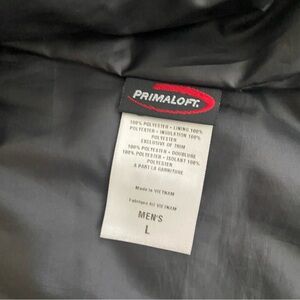 PRIMALOFT.
100% POLYESTER • LINING 100%
POLYESTER • INSULATION 100%
POLYESTER
EXCLUSIVE OF TRIM
100% POLYESTER • DOUBLURE
100% POLYESTER • ISOLANT 100%
POLYESTER
A PART LA GARNITURE
Made in VIETNAM
Fabriqué au VIETNAM
MEN'S
L